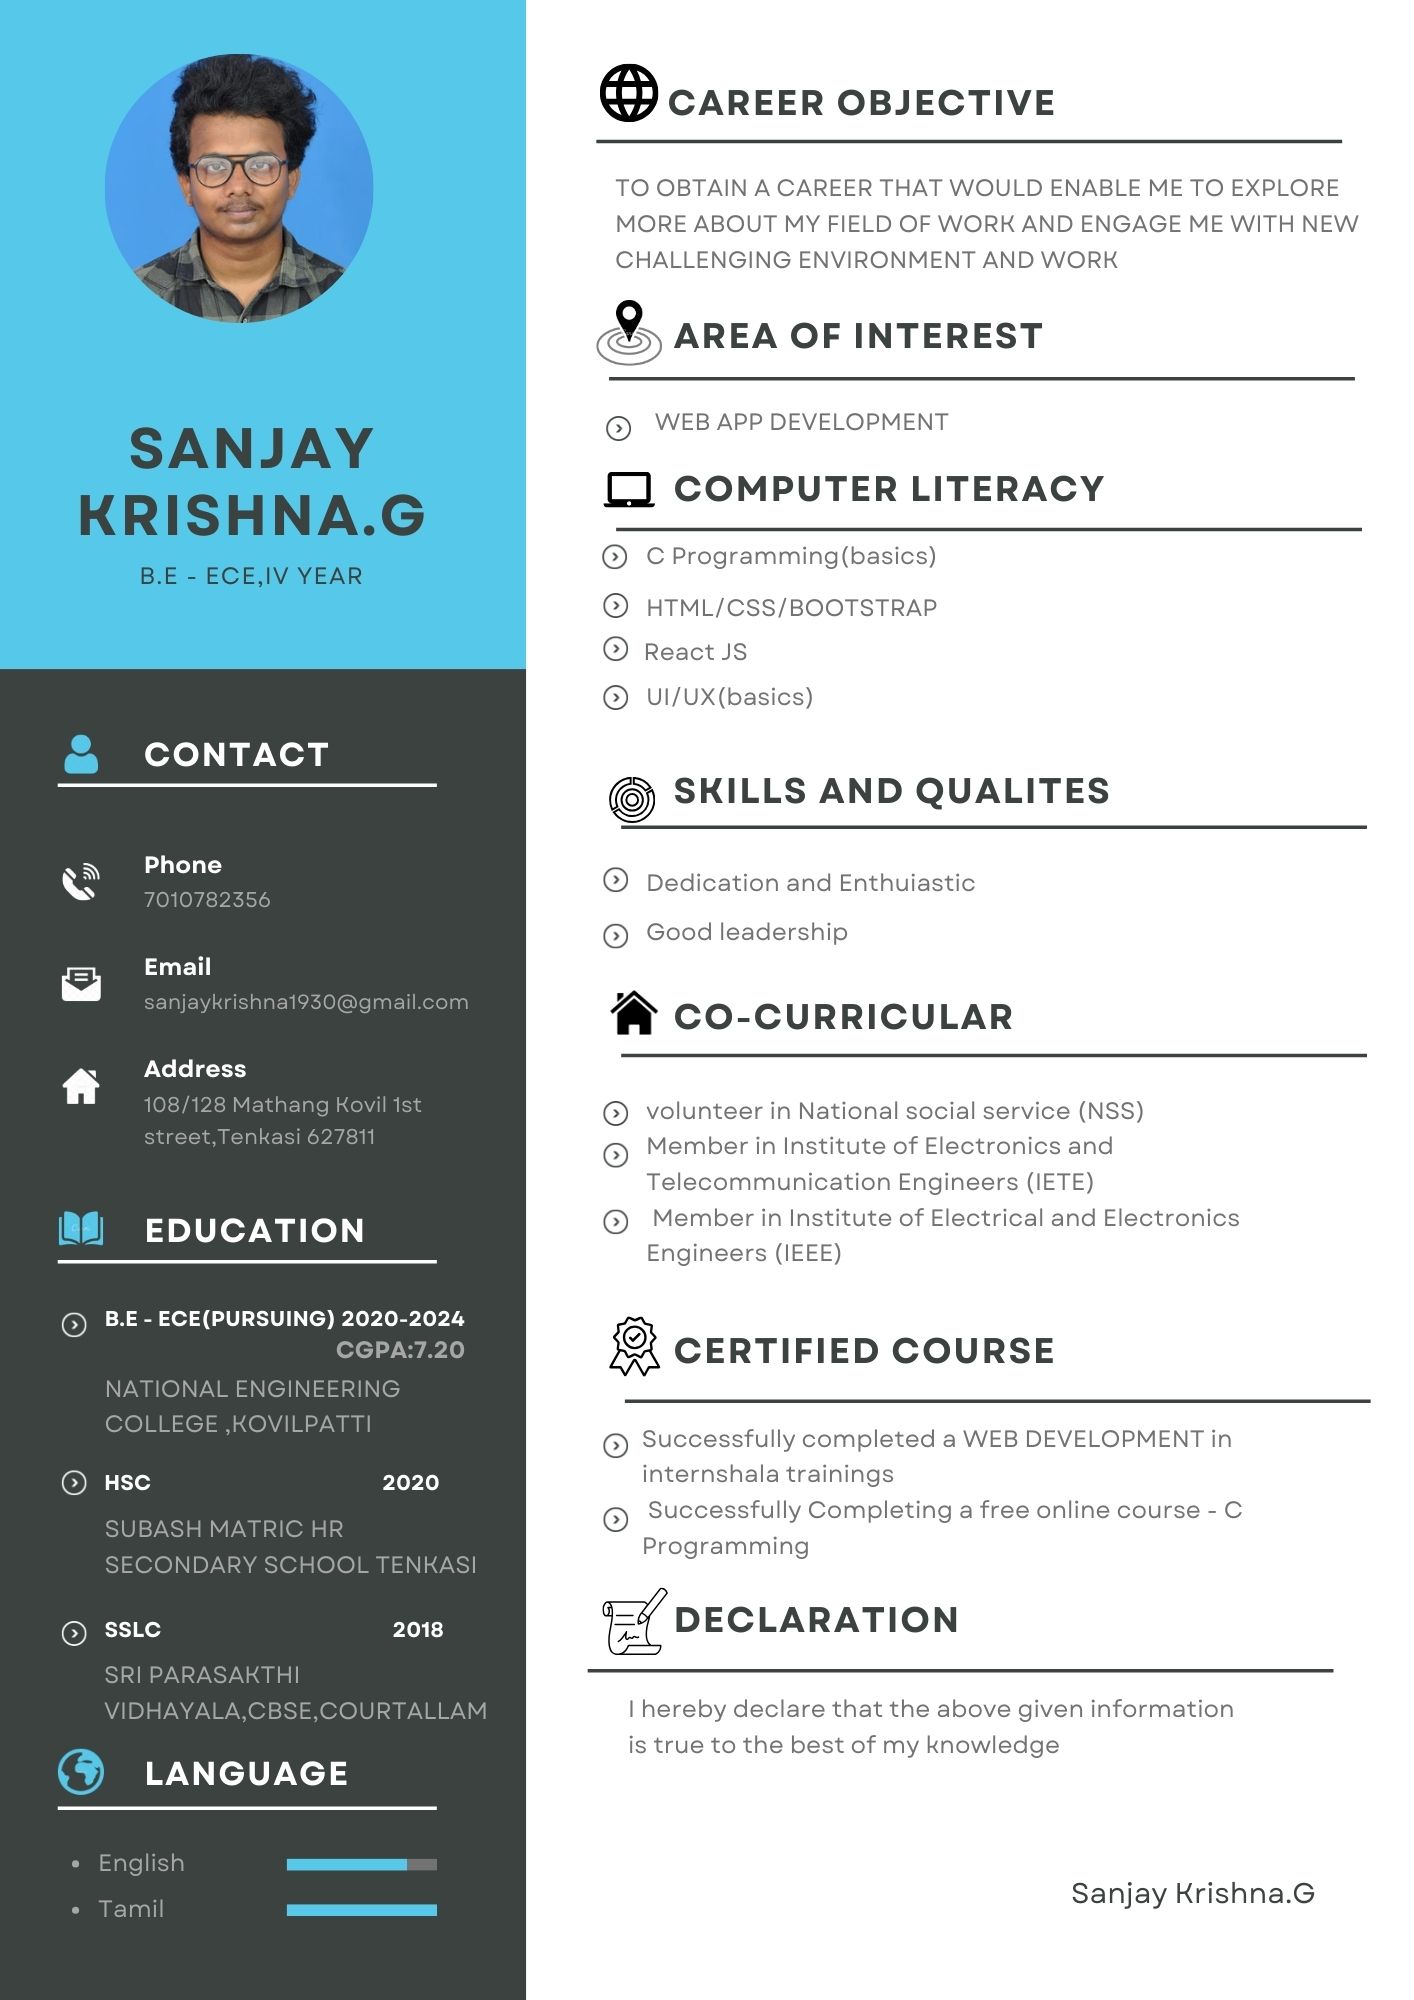 SANJAY
KRISHNA.G
B.E - ECE,IV YEAR
CONTACT
Phone
7010782356
Email
sanjaykrishna1930@gmail.com
Address
108/128 Mathang Kovil 1st
street,Tenkasi 627811
EDUCATION
B.E - ECE(PURSUING) 2020-2024
CGPA:7.20
NATIONAL ENGINEERING
COLLEGE ,KOVILPATTI
HSC 2020
SUBASH MATRIC HR
SECONDARY SCHOOL TENKASI
SSLC 2018
SRI PARASAKTHI
VIDHAYALA,CBSE,COURTALLAM
LANGUAGE
English
Tamil
CAREER OBJECTIVE
TO OBTAIN A CAREER THAT WOULD ENABLE ME TO EXPLORE
MORE ABOUT MY FIELD OF WORK AND ENGAGE ME WITH NEW
CHALLENGING ENVIRONMENT AND WORK
AREA OF INTEREST
WEB APP DEVELOPMENT
COMPUTER LITERACY
C Programming(basics)
HTML/CSS/BOOTSTRAP
React JS
UI/UX(basics)
SKILLS AND QUALITES
Dedication and Enthuiastic
Good leadership
CO-CURRICULAR
volunteer in National social service (NSS)
Member in Institute of Electronics and
Telecommunication Engineers (IETE)
Member in Institute of Electrical and Electronics
Engineers (IEEE)
CERTIFIED COURSE
Successfully completed a WEB DEVELOPMENT in
internshala trainings
Successfully Completing a free online course - C
Programming
DECLARATION
I hereby declare that the above given information
is true to the best of my knowledge
Sanjay Krishna.G